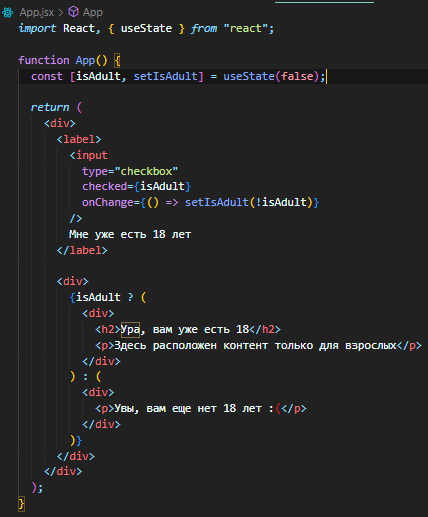 App.jsx > App
import React, { useState } from "react";
function App() {
const [isAdult, setIsAdult] = useState(false);
return (
<div>
<label>
<input
type="checkbox"
checked={isAdult}
onChange={() => setIsAdult(!isAdult)}
/>
Мне уже есть 18 лет
</label>
<div>
{isAdult ? (
<div>
<h2>Ура, вам уже есть 18</h2>
<p>Здесь расположен контент только для взрослых</p>
</div>
) : (
<div>
<p>Увы, вам еще нет 18 лет :(</p>
</div>
)}
</div>
</div>
);
}